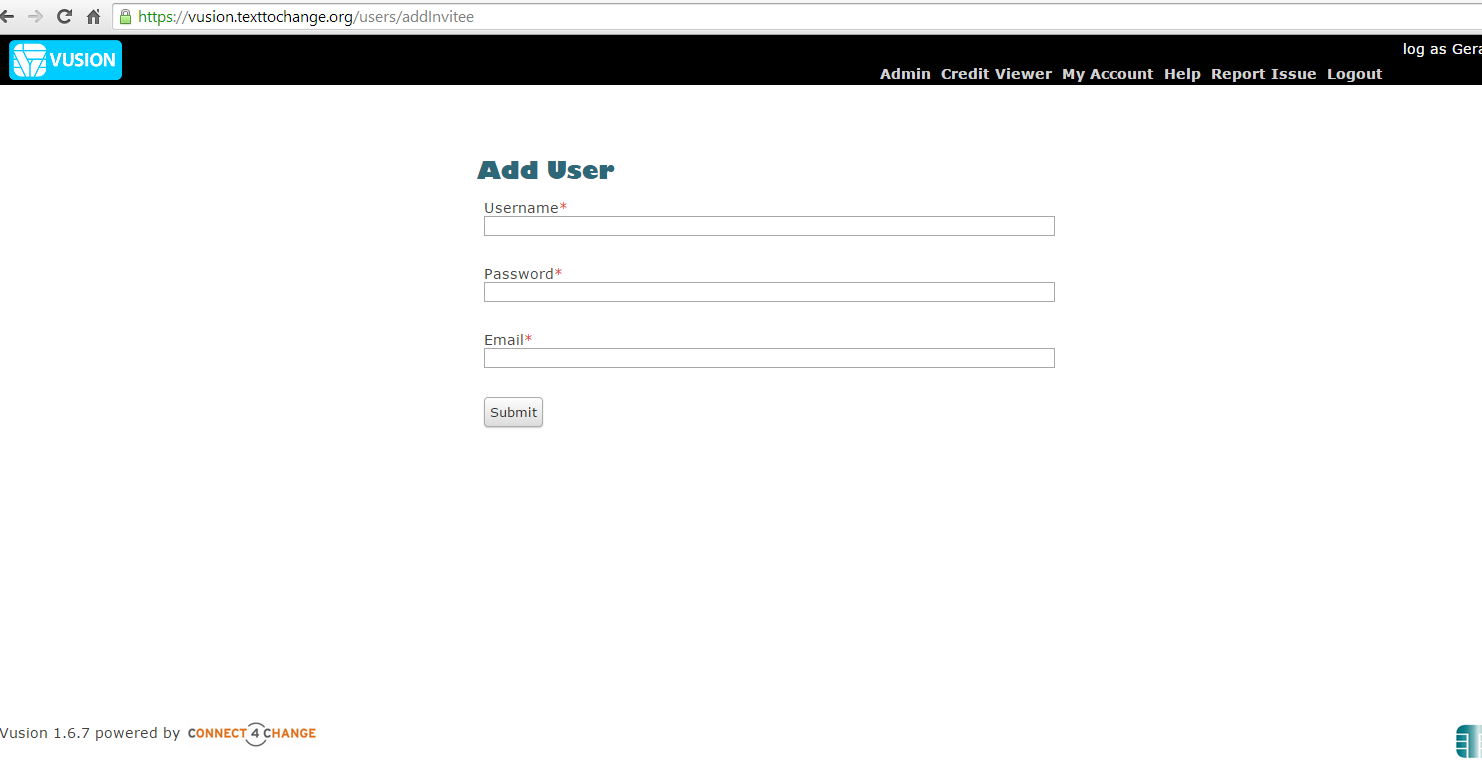 https://vusion.texttochange.org/users/addInvitee
VUSION
log as Gera
Admin Credit Viewer My Account Help Report Issue Logout
Add User
Username*
Password*
Email*
Submit
Vusion 1.6.7 powered by CONNECT 4 CHANGE